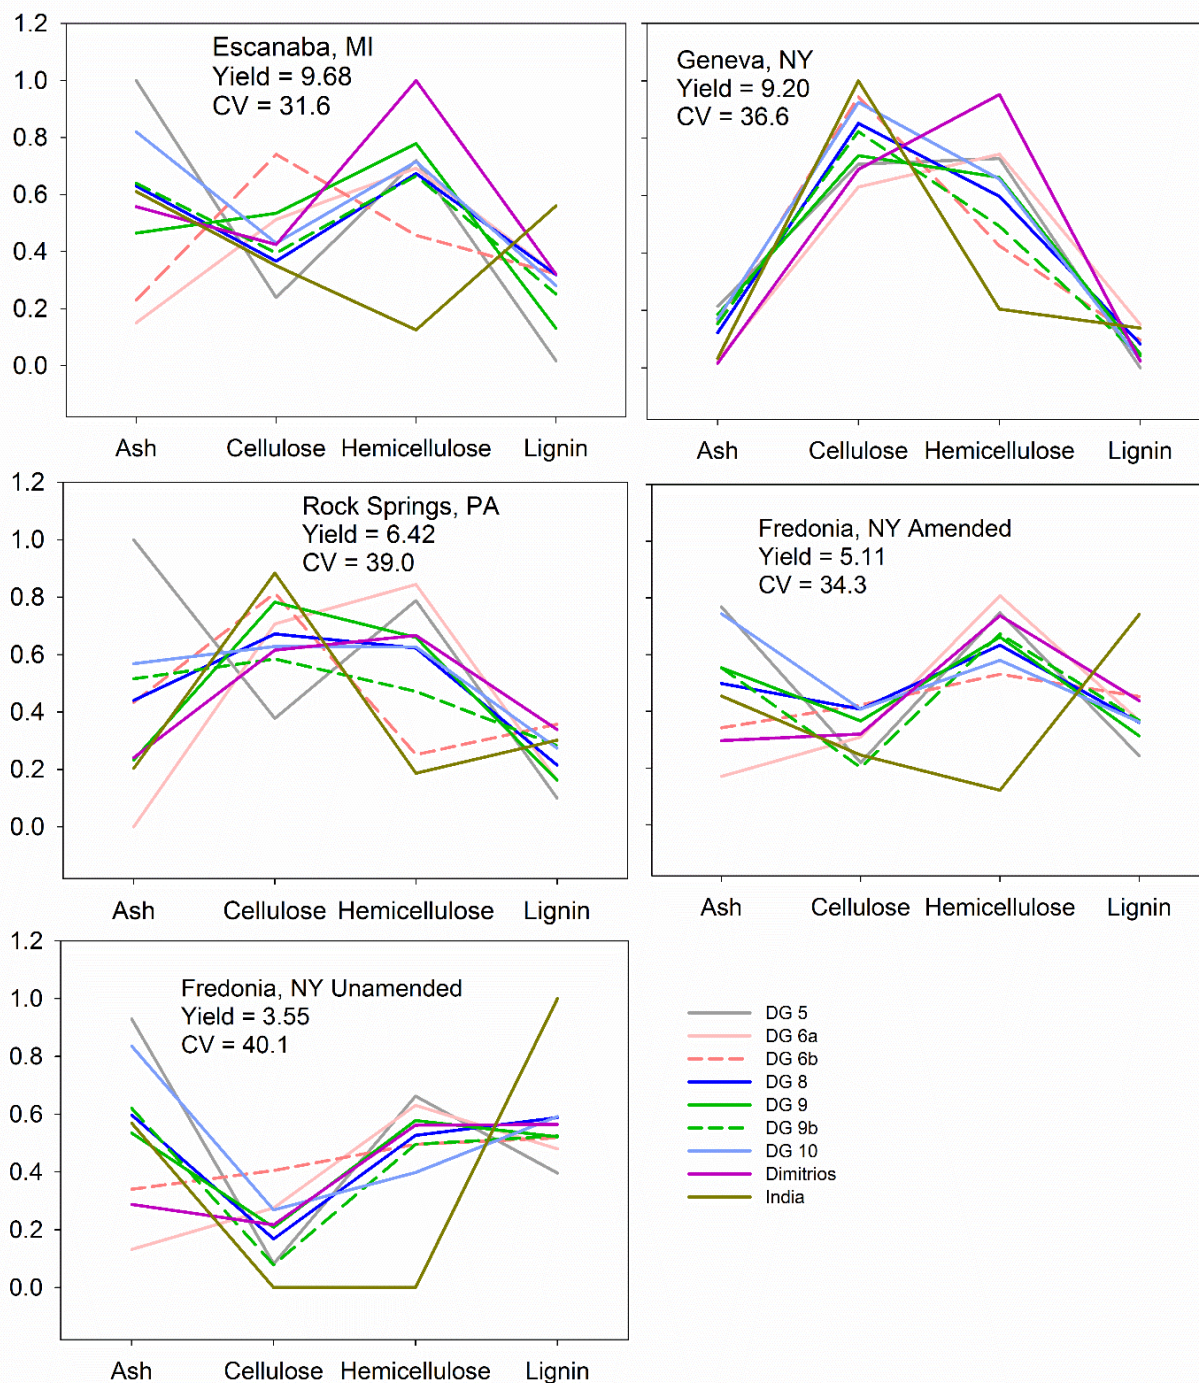 1.2
1.0
0.8
0.6
0.4
0.2
0.0
Escanaba, MI
Yield = 9.68
CV = 31.6
Ash Cellulose Hemicellulose Lignin
Geneva, NY
Yield = 9.20
CV = 36.6
Ash Cellulose Hemicellulose Lignin
1.2
1.0
0.8
0.6
0.4
0.2
0.0
Rock Springs, PA
Yield = 6.42
CV = 39.0
Ash Cellulose Hemicellulose Lignin
Fredonia, NY Amended
Yield = 5.11
CV = 34.3
Ash Cellulose Hemicellulose Lignin
1.2
1.0
0.8
0.6
0.4
0.2
0.0
Fredonia, NY Unamended
Yield = 3.55
CV = 40.1
Ash Cellulose Hemicellulose Lignin
DG 5
DG 6a
DG 6b
DG 8
DG 9
DG 9b
DG 10
Dimitrios
India